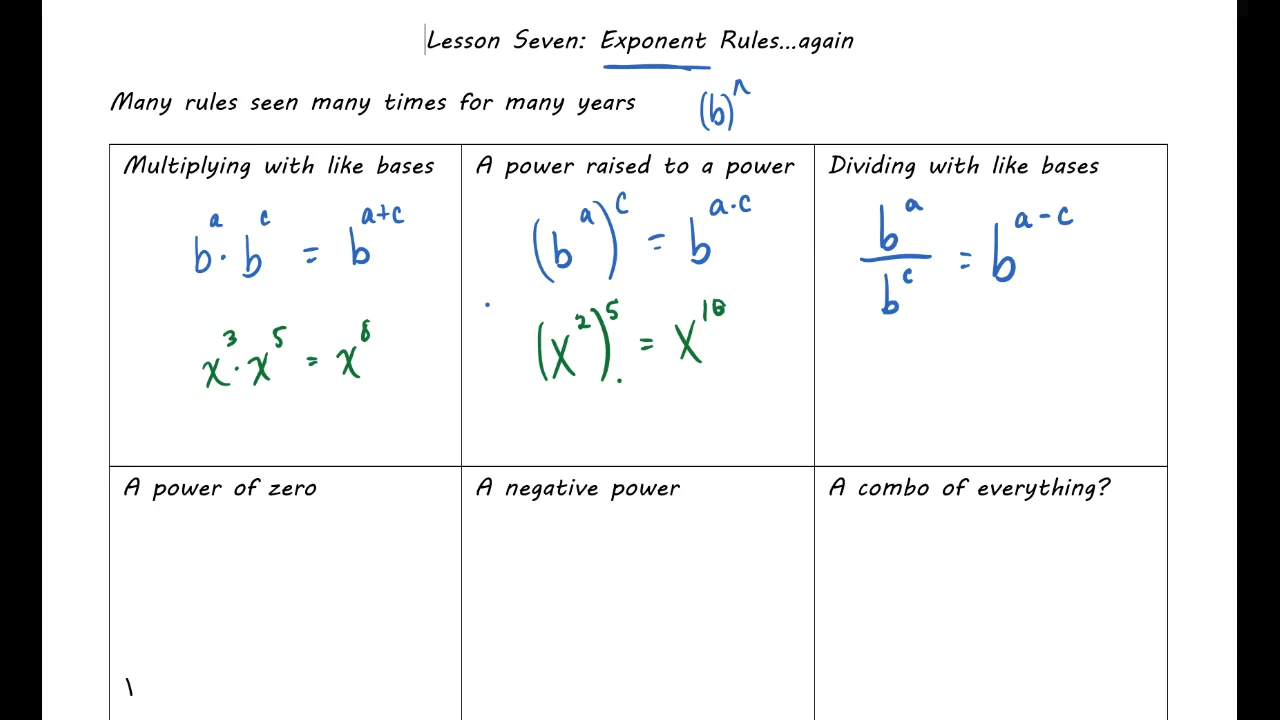 Lesson Seven: Exponent Rules...again
Many rules seen many times for many years (b)^n
Multiplying with like bases
b^a · b^c = b^{a+c}
x^3 · x^5 = x^8
A power raised to a power
(b^a)^c = b^{a·c}
(x^2)^5 = x^{10}
Dividing with like bases
b^a / b^c = b^{a-c}
A power of zero
A negative power
A combo of everything?